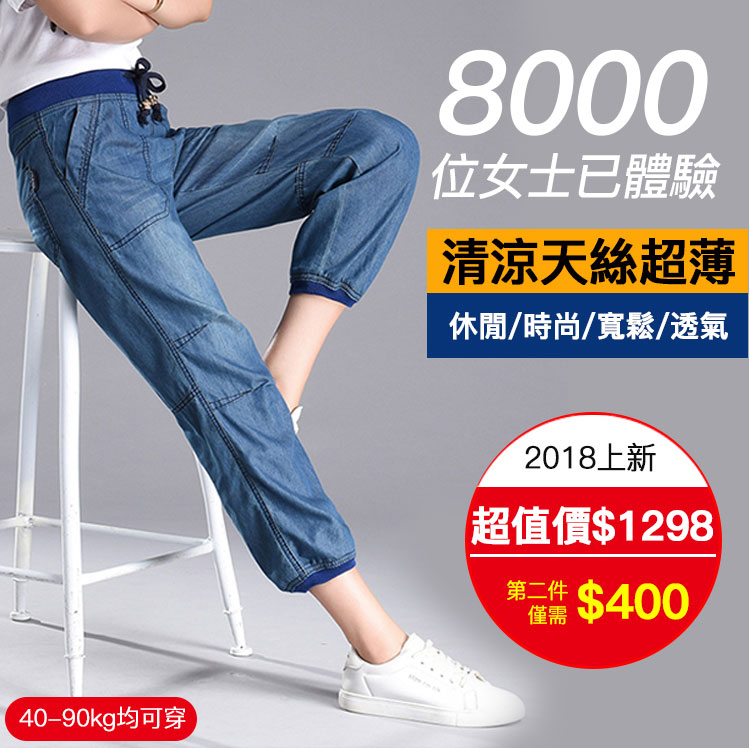 8000
位女士已體驗
清涼天絲超薄
休閒/時尚/寬鬆/透氣
2018上新
超值價$1298
第二件
僅需 $400
40-90kg均可穿